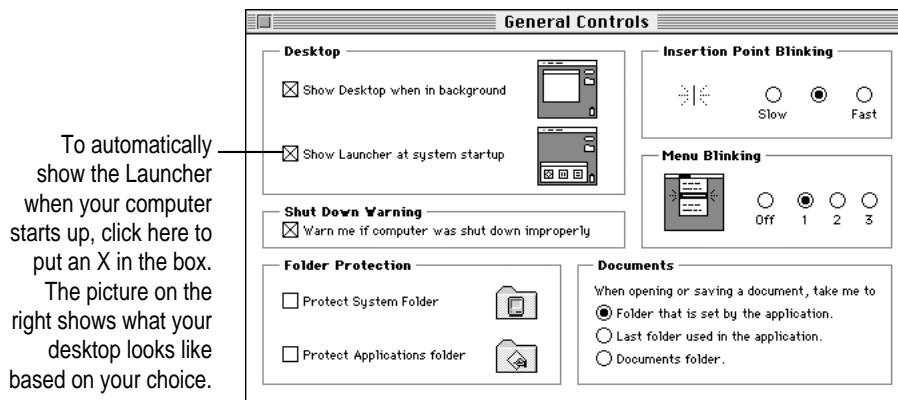 To automatically
show the Launcher
when your computer
starts up, click here to
put an X in the box.
The picture on the
right shows what your
desktop looks like
based on your choice.
General Controls
Desktop
Show Desktop when in background
Show Launcher at system startup
Shut Down Warning
Warn me if computer was shut down improperly
Folder Protection
Protect System Folder
Protect Applications folder
Insertion Point Blinking
Slow Fast
Menu Blinking
Off 1 2 3
Documents
When opening or saving a document, take me to
Folder that is set by the application.
Last folder used in the application.
Documents folder.